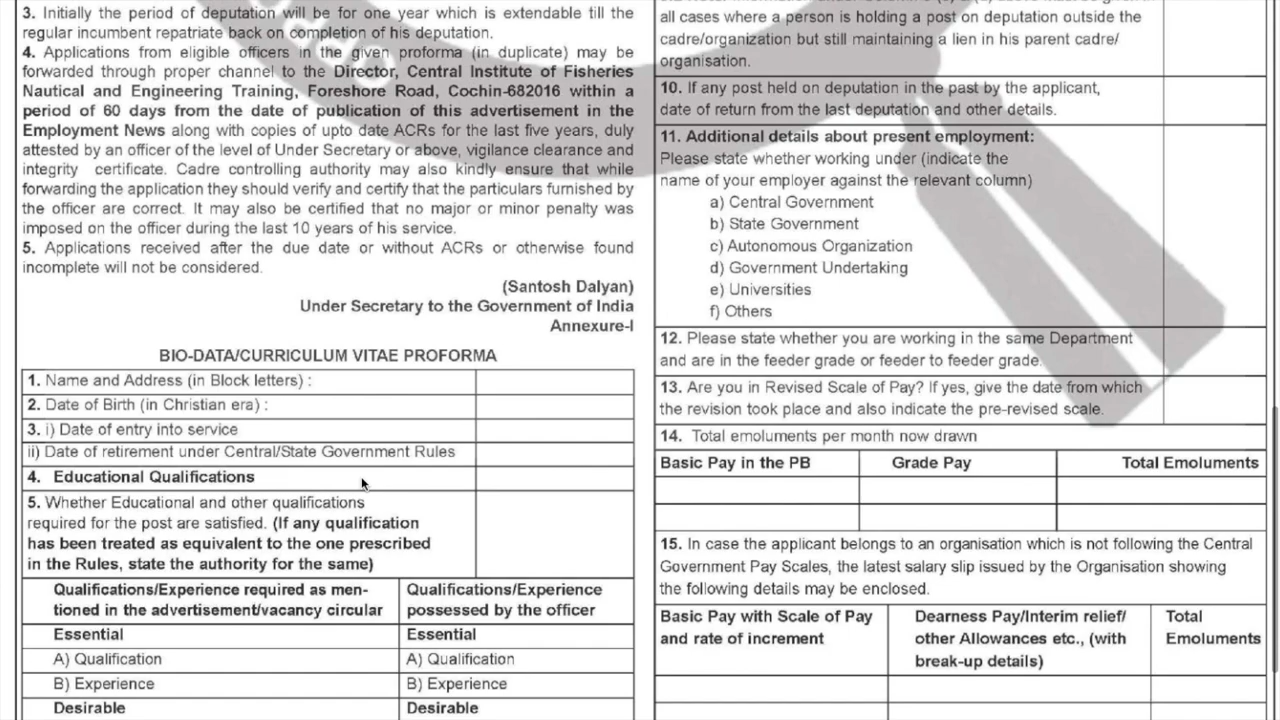 3. Initially the period of deputation will be for one year which is extendable till the
regular incumbent repatriate back on completion of his deputation.
4. Applications from eligible officers in the given proforma (in duplicate) may be
forwarded through proper channel to the Director, Central Institute of Fisheries
Nautical and Engineering Training, Foreshore Road, Cochin-682016 within a
period of 60 days from the date of publication of this advertisement in the
Employment News along with copies of upto date ACRs for the last five years, duly
attested by an officer of the level of Under Secretary or above, vigilance clearance and
integrity certificate. Cadre controlling authority may also kindly ensure that while
forwarding the application they should verify and certify that the particulars furnished by
the officer are correct. It may also be certified that no major or minor penalty was
imposed on the officer during the last 10 years of his service.
5. Applications received after the due date or without ACRs or otherwise found
incomplete will not be considered.
(Santosh Dalyan)
Under Secretary to the Government of India
Annexure-I
BIO-DATA/CURRICULUM VITAE PROFORMA
1. Name and Address (in Block letters) :
2. Date of Birth (in Christian era) :
3. i) Date of entry into service
ii) Date of retirement under Central/State Government Rules
4. Educational Qualifications
5. Whether Educational and other qualifications
required for the post are satisfied. (If any qualification
has been treated as equivalent to the one prescribed
in the Rules, state the authority for the same)
Qualifications/Experience required as men-
tioned in the advertisement/vacancy circular
Qualifications/Experience
possessed by the officer
Essential
Essential
A) Qualification
A) Qualification
B) Experience
B) Experience
Desirable
Desirable
all cases where a person is holding a post on deputation outside the
cadre/organization but still maintaining a lien in his parent cadre/
organisation.
10. If any post held on deputation in the past by the applicant,
date of return from the last deputation and other details.
11. Additional details about present employment:
Please state whether working under (indicate the
name of your employer against the relevant column)
a) Central Government
b) State Government
c) Autonomous Organization
d) Government Undertaking
e) Universities
f) Others
12. Please state whether you are working in the same Department
and are in the feeder grade or feeder to feeder grade.
13. Are you in Revised Scale of Pay? If yes, give the date from which
the revision took place and also indicate the pre-revised scale.
14. Total emoluments per month now drawn
Basic Pay in the PB
Grade Pay
Total Emoluments
15. In case the applicant belongs to an organisation which is not following the Central
Government Pay Scales, the latest salary slip issued by the Organisation showing
the following details may be enclosed.
Basic Pay with Scale of Pay
and rate of increment
Dearness Pay/Interim relief/
other Allowances etc., (with
break-up details)
Total
Emoluments